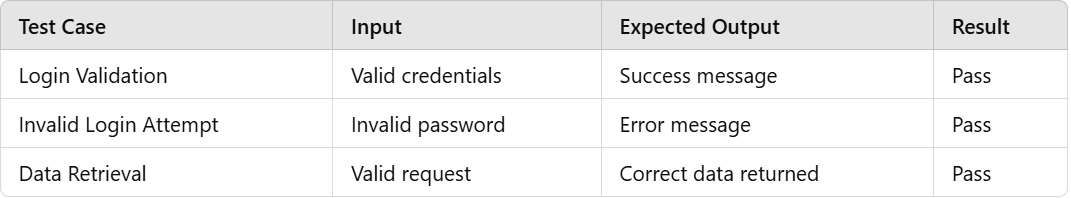 Test Case Input Expected Output Result
Login Validation Valid credentials Success message Pass
Invalid Login Attempt Invalid password Error message Pass
Data Retrieval Valid request Correct data returned Pass